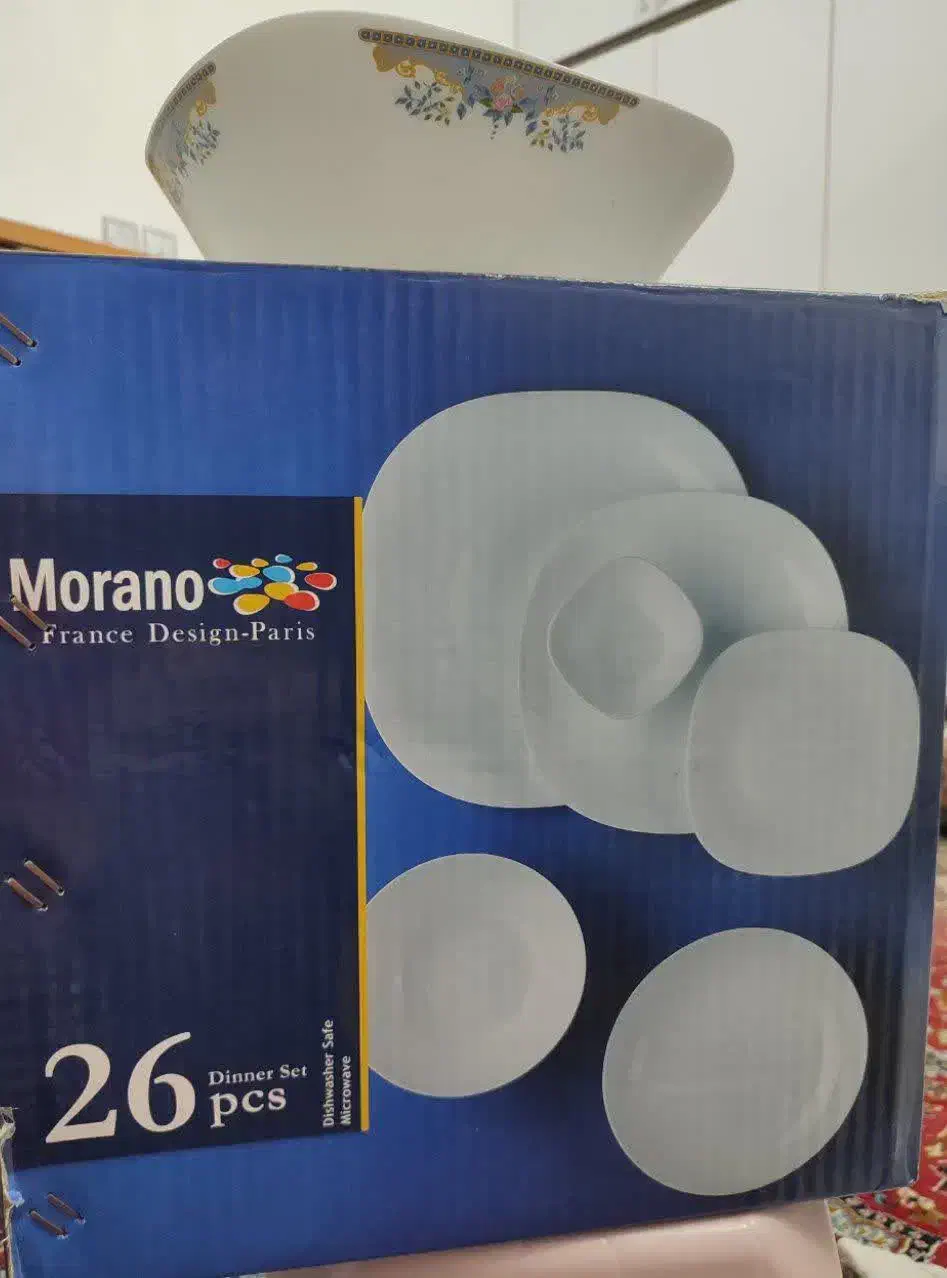 Morano
France Design-Paris
26
Dinner Set
pcs
Dishwasher Safe
Microwave